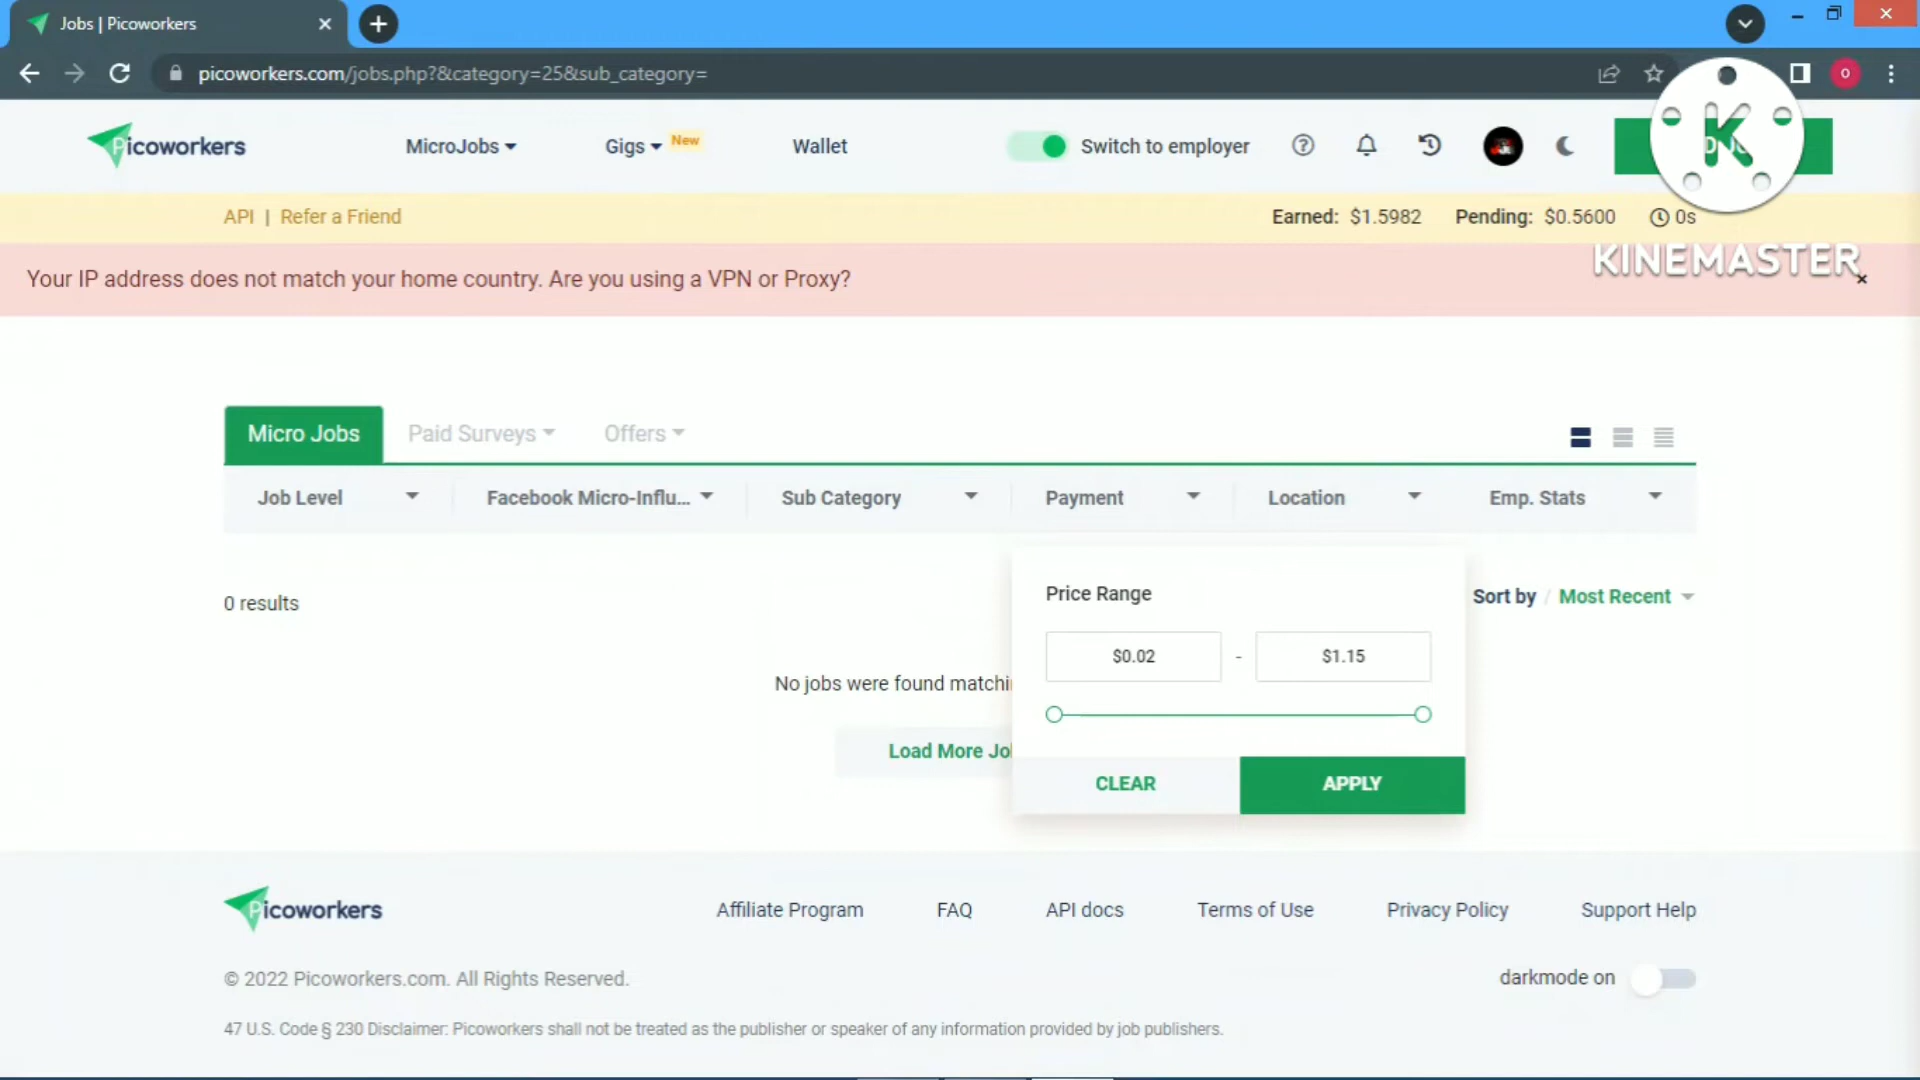 Jobs | Picoworkers
picoworkers.com/jobs.php?&category=25&sub_category=
O
Picoworkers
MicroJobs
Gigs New
Wallet
Switch to employer
K
API | Refer a Friend
Earned: $1.5982 Pending: $0.5600 0s
KINEMASTER
Your IP address does not match your home country. Are you using a VPN or Proxy?
Micro Jobs Paid Surveys Offers
Job Level Facebook Micro-Influ... Sub Category Payment Location Emp. Stats
Price Range
0 results
Sort by / Most Recent
$0.02 - $1.15
No jobs were found matchi
Load More Jo
CLEAR APPLY
Picoworkers
Affiliate Program FAQ API docs Terms of Use Privacy Policy Support Help
© 2022 Picoworkers.com. All Rights Reserved.
darkmode on
47 U.S. Code § 230 Disclaimer: Picoworkers shall not be treated as the publisher or speaker of any information provided by job publishers.